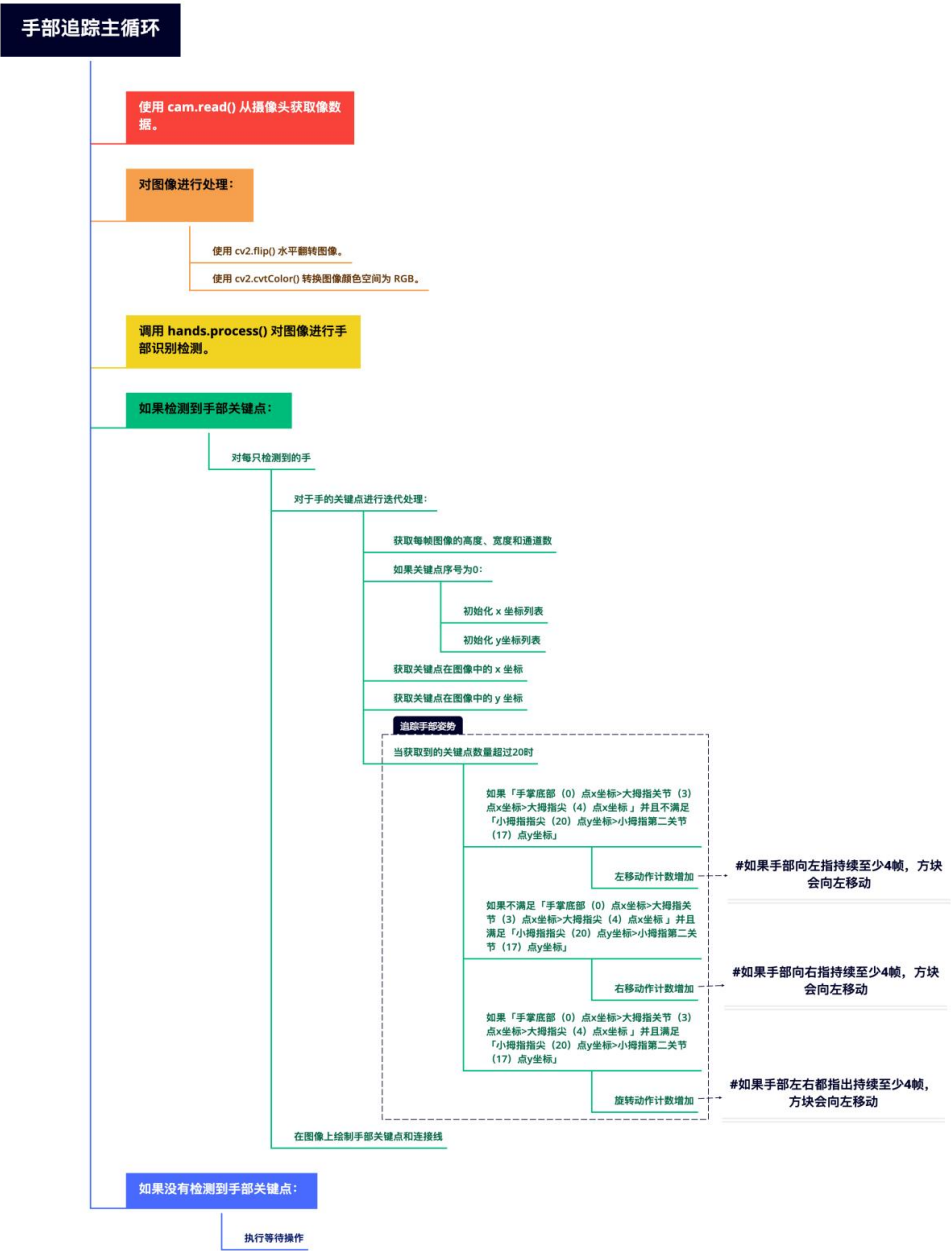 手部追踪主循环
使用 cam.read() 从摄像头获取像数
据。
对图像进行处理：
使用 cv2.flip() 水平翻转图像。
使用 cv2.cvtColor() 转换图像颜色空间为 RGB。
调用 hands.process() 对图像进行手
部识别检测。
如果检测到手部关键点：
对每只检测到的手
对于手的关键点进行迭代处理：
获取每帧图像的高度、宽度和通道数
如果关键点序号为0：
初始化 x 坐标列表
初始化 y坐标列表
获取关键点在图像中的 x 坐标
获取关键点在图像中的 y 坐标
追踪手部姿势
当获取到的关键点数量超过20时
如果「手掌底部（0）点x坐标>大拇指关节（3）
点x坐标>大拇指尖（4）点x坐标 」并且不满足
「小拇指指尖（20）点y坐标>小拇指第二关节
（17）点y坐标」
左移动作计数增加
#如果手部向左指持续至少4帧，方块
会向左移动
如果不满足「手掌底部（0）点x坐标>大拇指关
节（3）点x坐标>大拇指尖（4）点x坐标 」并且
满足「小拇指指尖（20）点y坐标>小拇指第二关
节（17）点y坐标」
右移动作计数增加
#如果手部向右指持续至少4帧，方块
会向左移动
如果「手掌底部（0）点x坐标>大拇指关节（3）
点x坐标>大拇指尖（4）点x坐标 」并且满足
「小拇指指尖（20）点y坐标>小拇指第二关节
（17）点y坐标」
旋转动作计数增加
#如果手部左右都指出持续至少4帧，
方块会向左移动
在图像上绘制手部关键点和连接线
如果没有检测到手部关键点：
执行等待操作